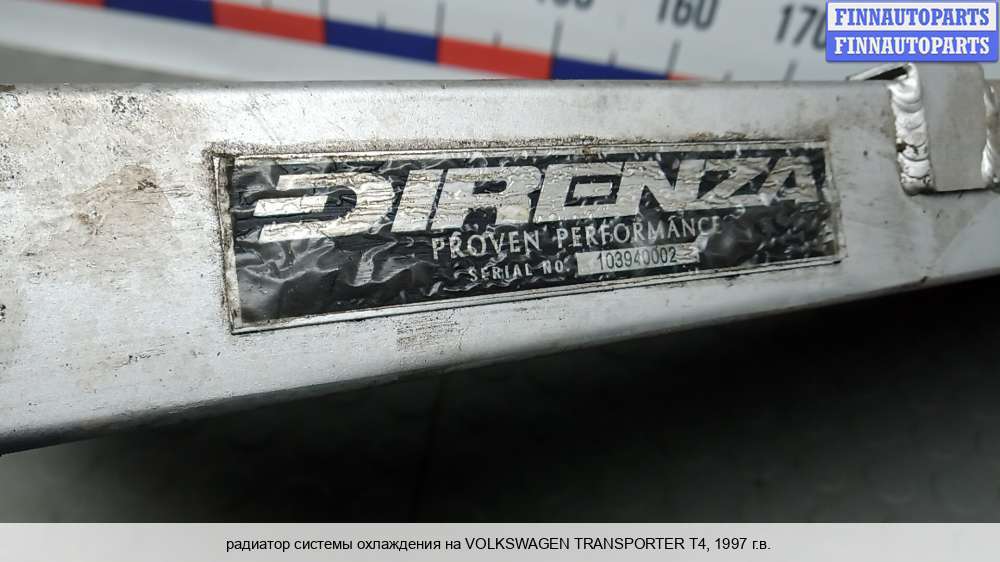 160
170
FINNAUTOPARTS
FINNAUTOPARTS
DIRENZA
PROVEN PERFORMANCE
SERIAL NO. 103940002
радиатор системы охлаждения на VOLKSWAGEN TRANSPORTER T4, 1997 г.в.